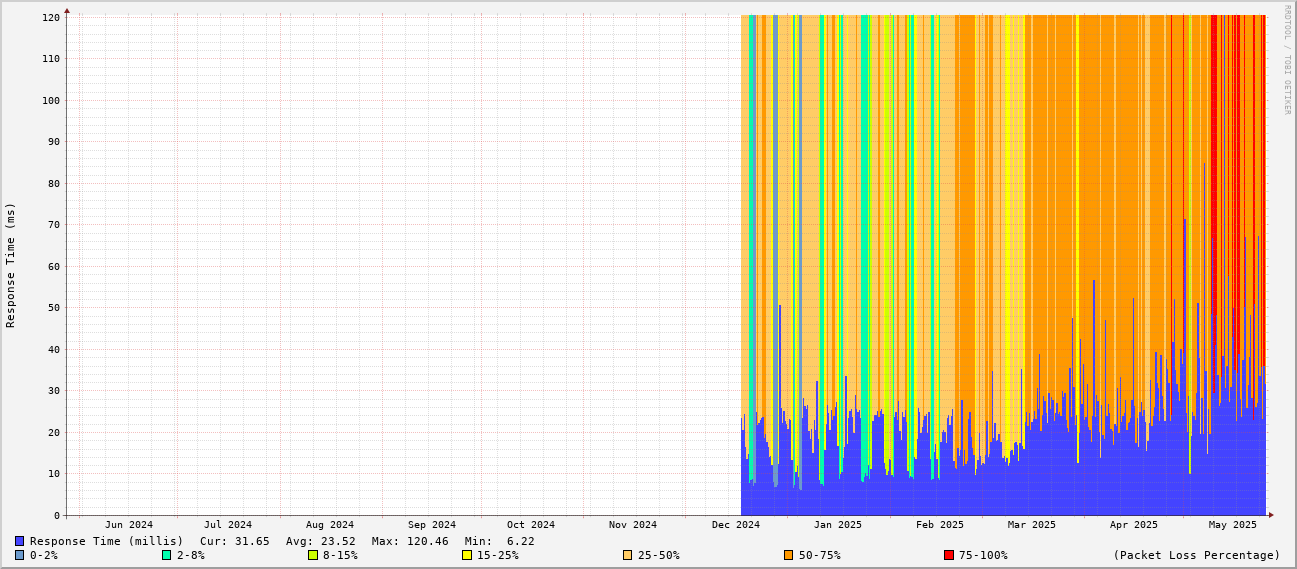 120
110
100
90
80
70
60
50
40
30
20
10
0
Response Time (ms)
RRDTOOL / TOBI OETIKER
Jun 2024 Jul 2024 Aug 2024 Sep 2024 Oct 2024 Nov 2024 Dec 2024 Jan 2025 Feb 2025 Mar 2025 Apr 2025 May 2025
Response Time (millis) Cur: 31.65 Avg: 23.52 Max: 120.46 Min: 6.22
0-2% 2-8% 8-15% 15-25% 25-50% 50-75% 75-100% (Packet Loss Percentage)